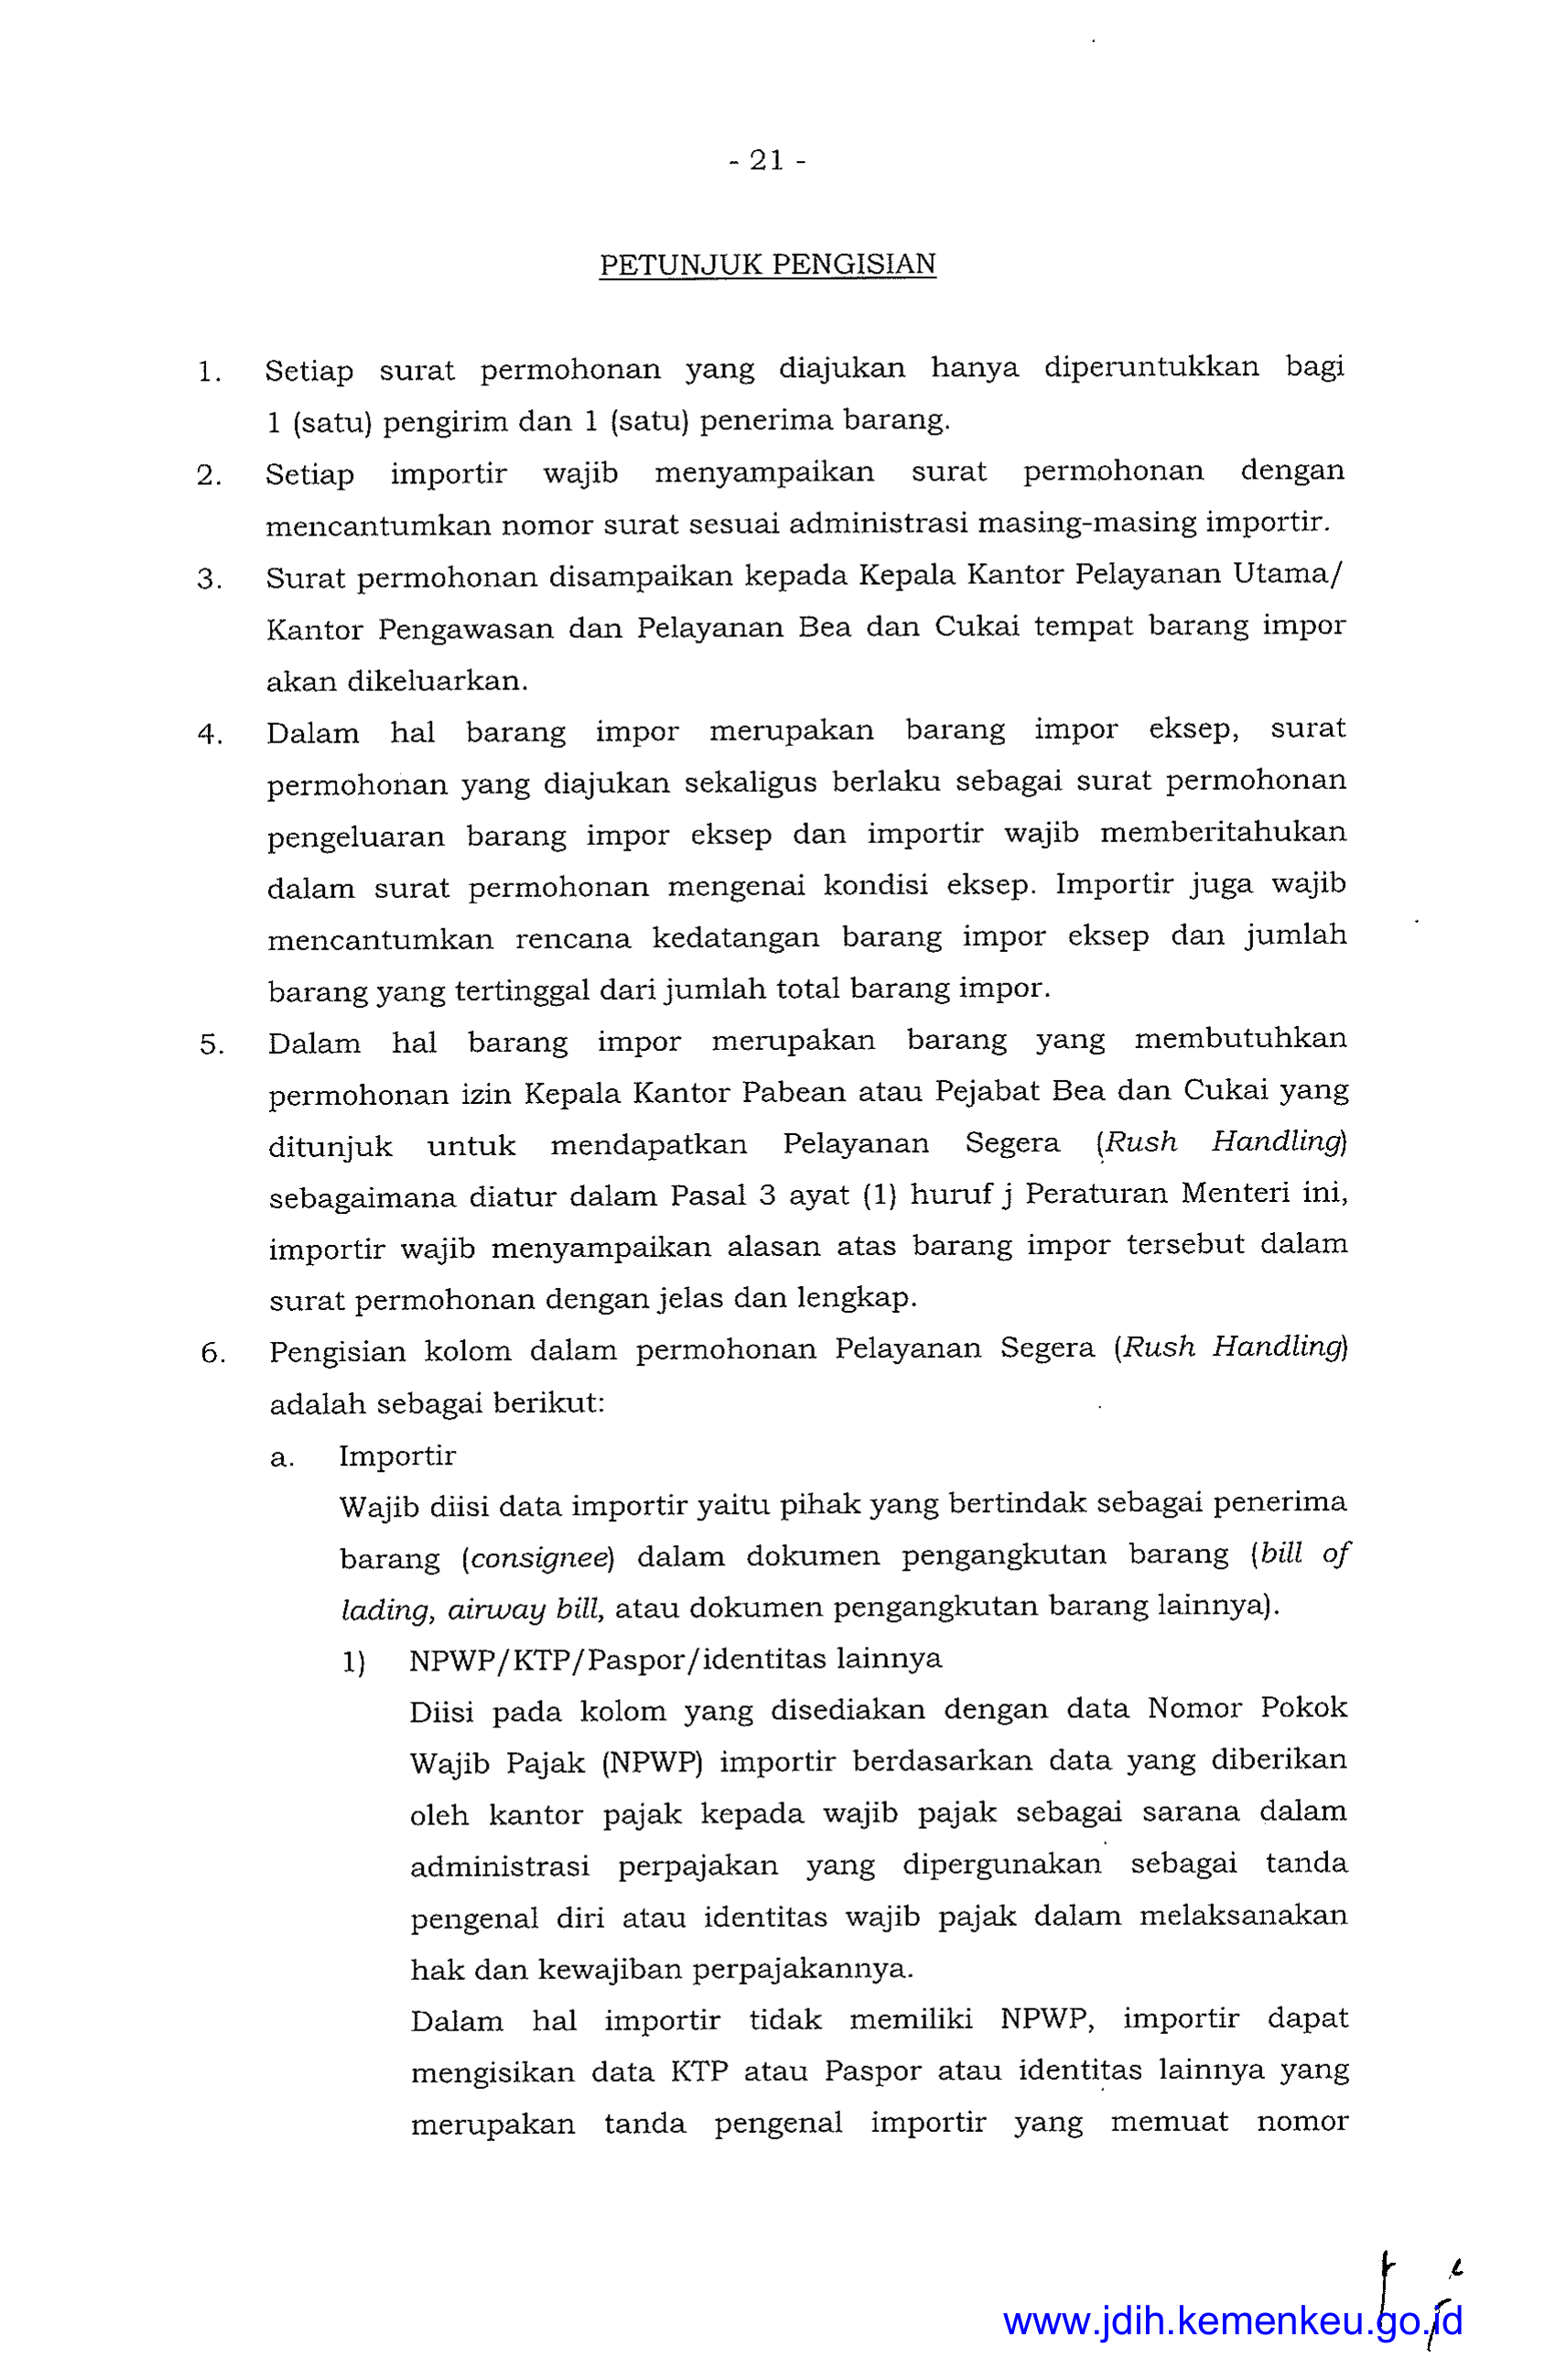 - 21 -
PETUNJUK PENGISIAN
1. Setiap surat permohonan yang diajukan hanya diperuntukkan bagi
1 (satu) pengirim dan 1 (satu) penerima barang.
2. Setiap importir wajib menyampaikan surat permohonan dengan
mencantumkan nomor surat sesuai administrasi masing-masing importir.
3. Surat permohonan disampaikan kepada Kepala Kantor Pelayanan Utama/
Kantor Pengawasan dan Pelayanan Bea dan Cukai tempat barang impor
akan dikeluarkan.
4. Dalam hal barang impor merupakan barang impor eksep, surat
permohonan yang diajukan sekaligus berlaku sebagai surat permohonan
pengeluaran barang impor eksep dan importir wajib memberitahukan
dalam surat permohonan mengenai kondisi eksep. Importir juga wajib
mencantumkan rencana kedatangan barang impor eksep dan jumlah
barang yang tertinggal dari jumlah total barang impor.
5. Dalam hal barang impor merupakan barang yang membutuhkan
permohonan izin Kepala Kantor Pabean atau Pejabat Bea dan Cukai yang
ditunjuk untuk mendapatkan Pelayanan Segera (Rush Handling)
sebagaimana diatur dalam Pasal 3 ayat (1) huruf j Peraturan Menteri ini,
importir wajib menyampaikan alasan atas barang impor tersebut dalam
surat permohonan dengan jelas dan lengkap.
6. Pengisian kolom dalam permohonan Pelayanan Segera (Rush Handling)
adalah sebagai berikut:
a. Importir
Wajib diisi data importir yaitu pihak yang bertindak sebagai penerima
barang (consignee) dalam dokumen pengangkutan barang (bill of
lading, airway bill, atau dokumen pengangkutan barang lainnya).
1) NPWP/KTP/Paspor/identitas lainnya
Diisi pada kolom yang disediakan dengan data Nomor Pokok
Wajib Pajak (NPWP) importir berdasarkan data yang diberikan
oleh kantor pajak kepada wajib pajak sebagai sarana dalam
administrasi perpajakan yang dipergunakan sebagai tanda
pengenal diri atau identitas wajib pajak dalam melaksanakan
hak dan kewajiban perpajakannya.
Dalam hal importir tidak memiliki NPWP, importir dapat
mengisikan data KTP atau Paspor atau identitas lainnya yang
merupakan tanda pengenal importir yang memuat nomor
www.jdih.kemenkeu.go.id